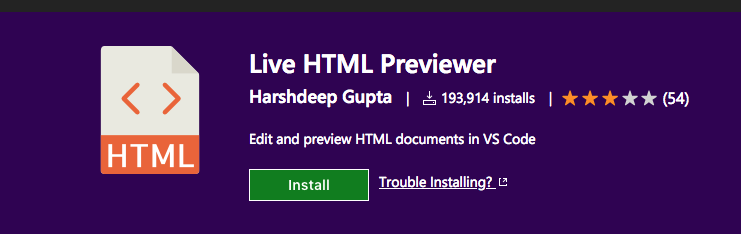 Live HTML Previewer
Harshdeep Gupta | 193,914 installs | (54)
Edit and preview HTML documents in VS Code
HTML
Install Trouble Installing?